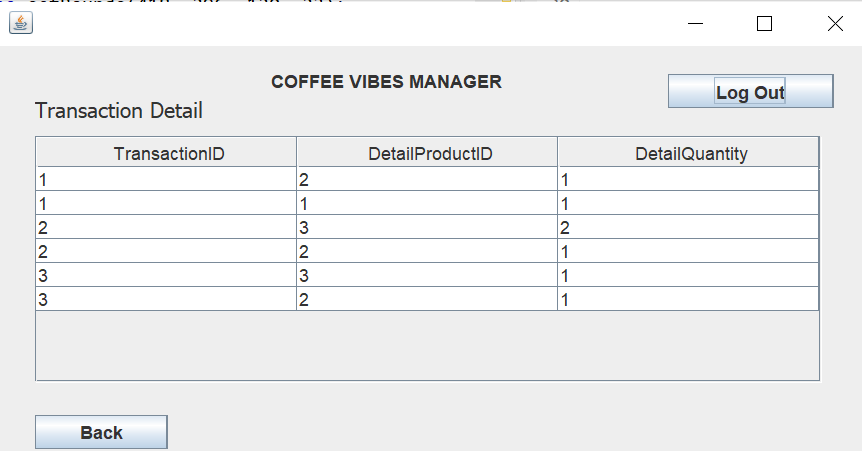 COFFEE VIBES MANAGER
Log Out
Transaction Detail
TransactionID DetailProductID DetailQuantity
1 2 1
1 1 1
2 3 2
2 2 1
3 3 1
3 2 1
Back